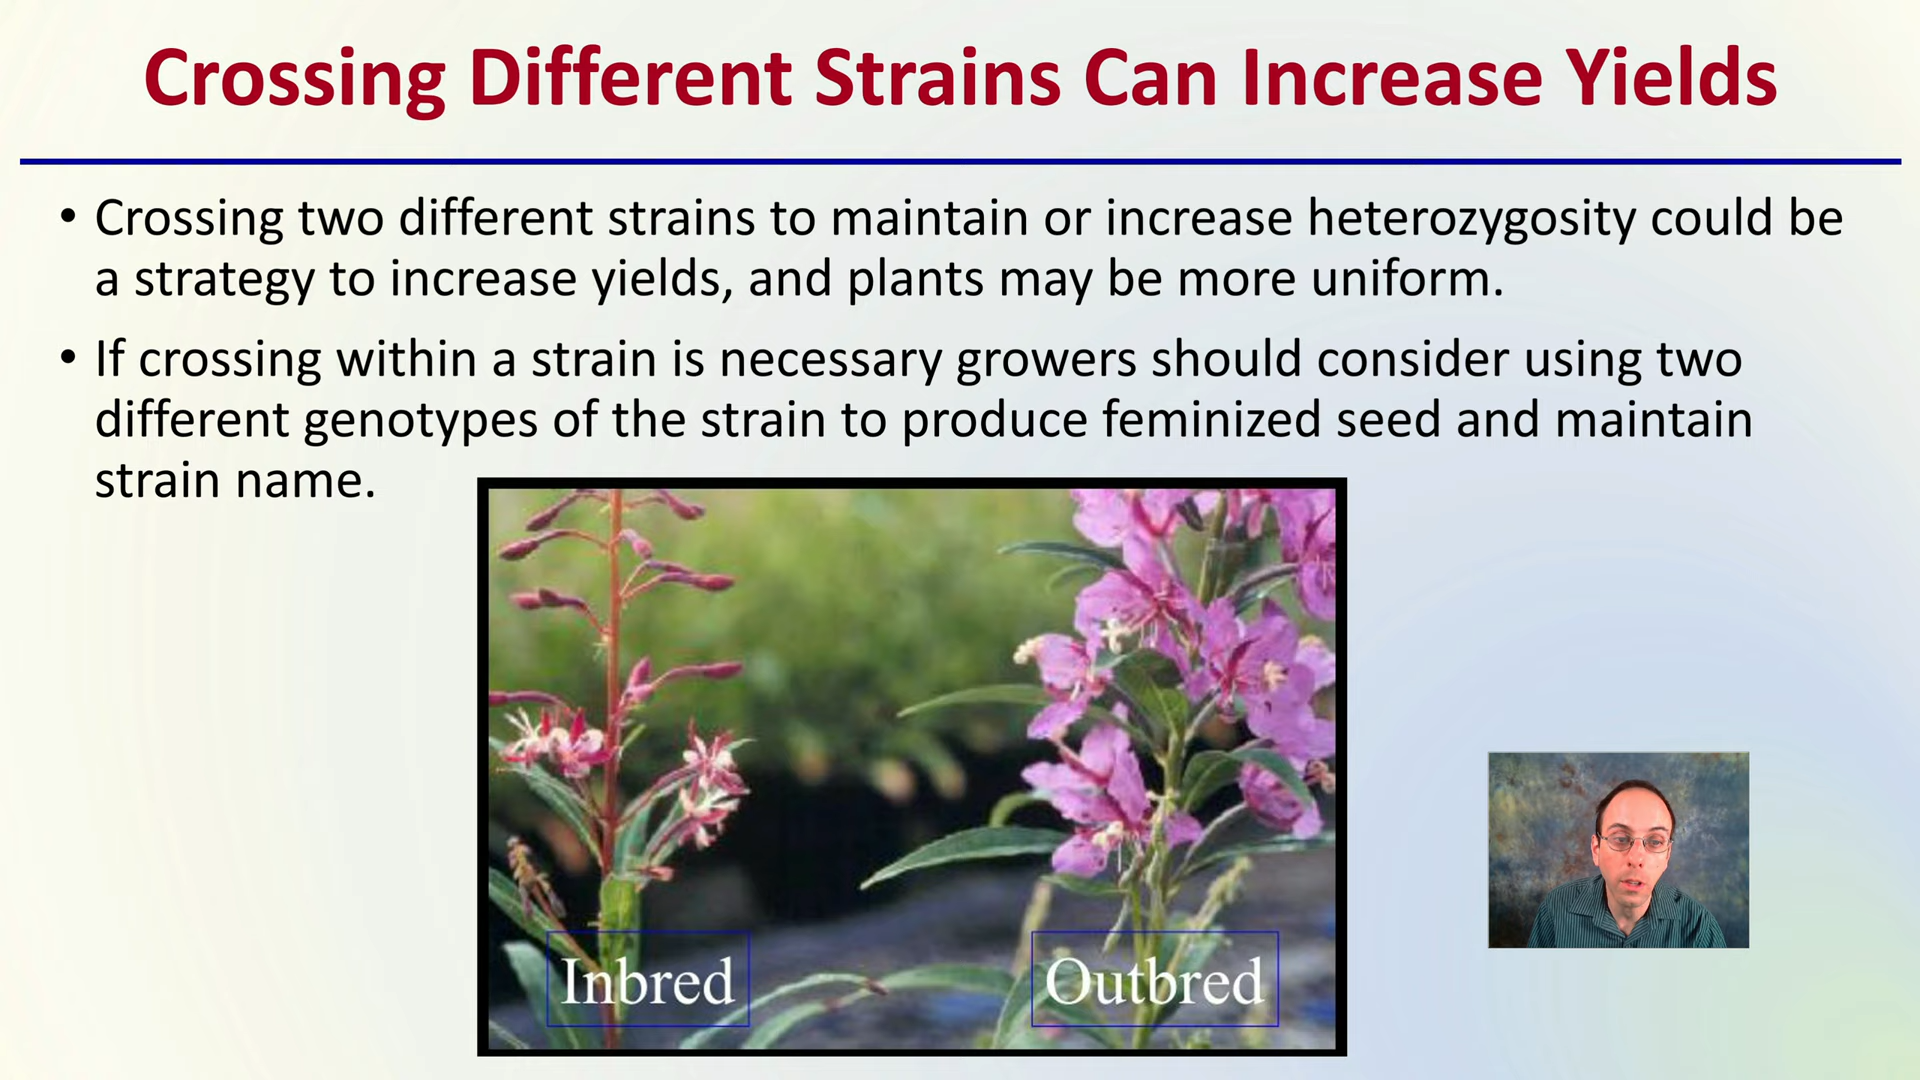 Crossing Different Strains Can Increase Yields
• Crossing two different strains to maintain or increase heterozygosity could be
a strategy to increase yields, and plants may be more uniform.
• If crossing within a strain is necessary growers should consider using two
different genotypes of the strain to produce feminized seed and maintain
strain name.
Inbred
Outbred